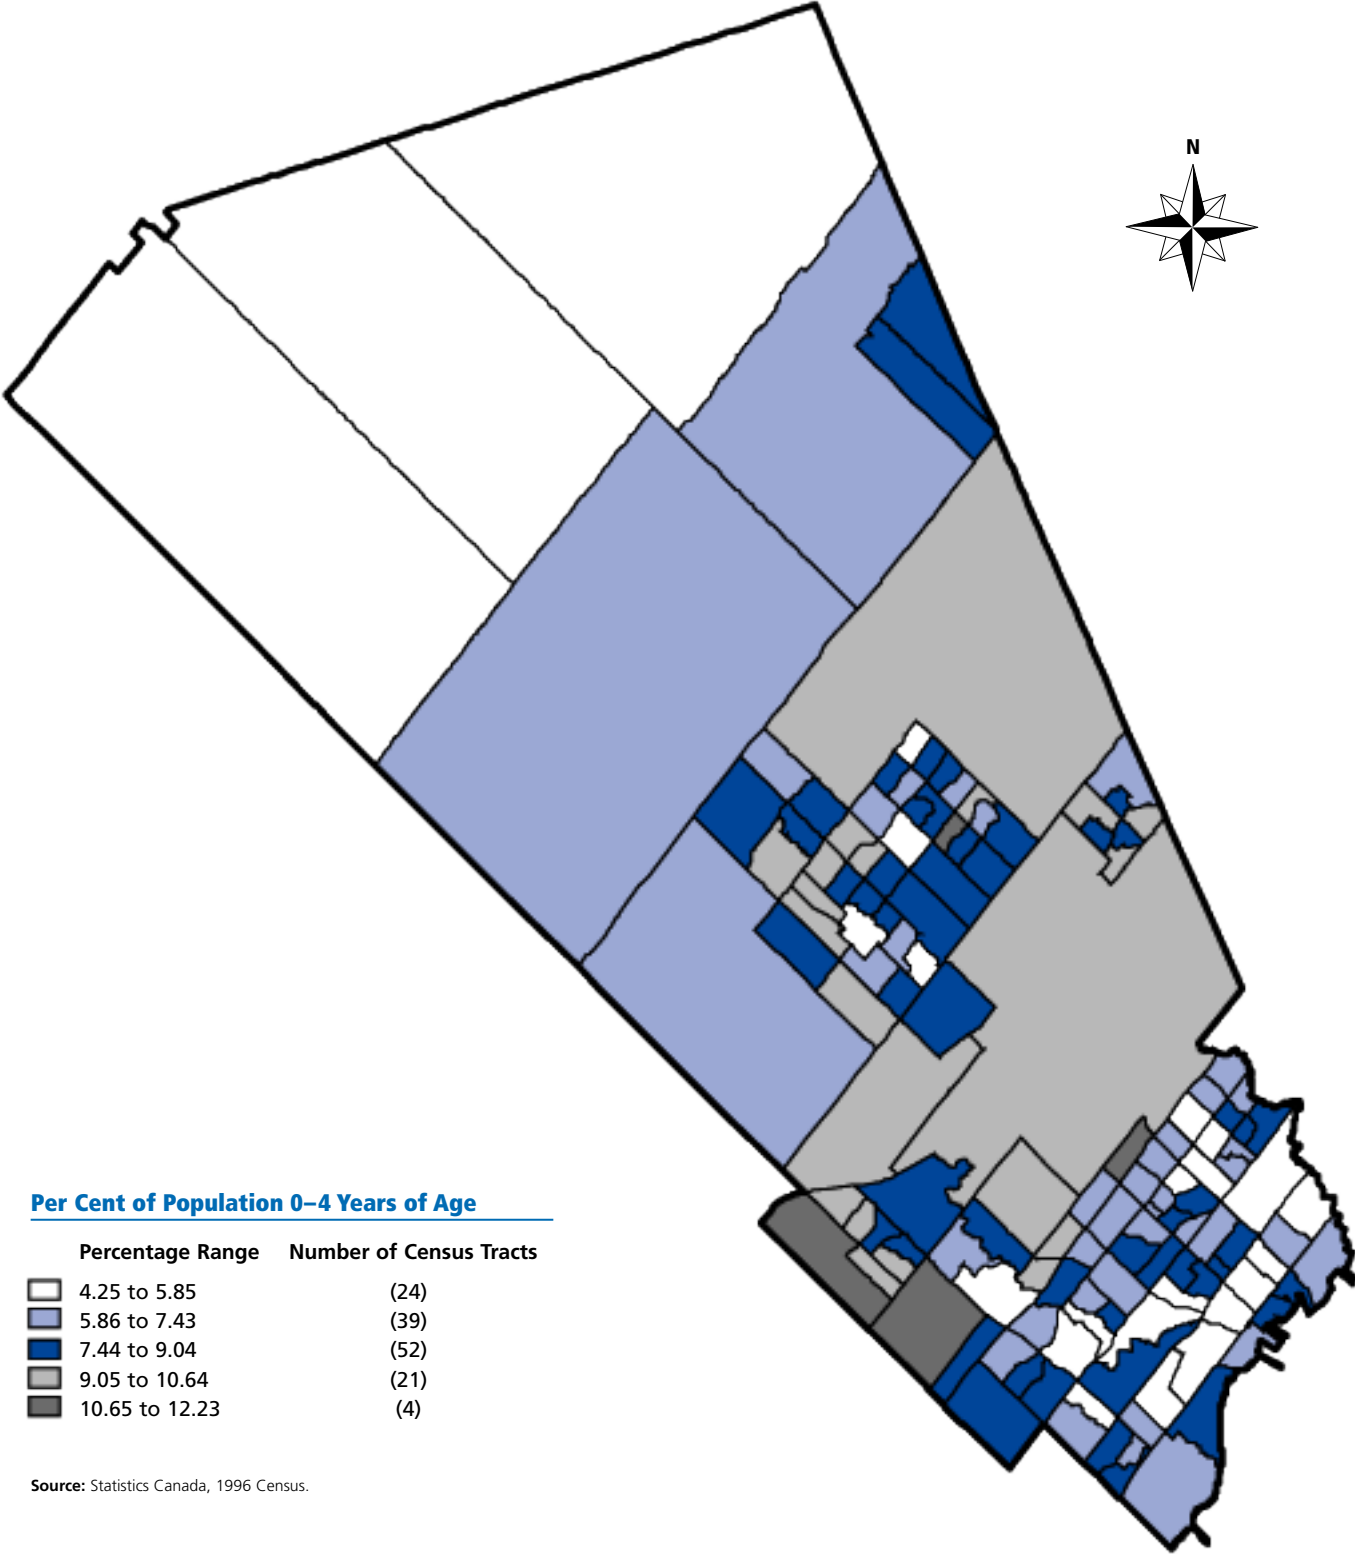 N
Per Cent of Population 0–4 Years of Age
Percentage Range Number of Census Tracts
4.25 to 5.85 (24)
5.86 to 7.43 (39)
7.44 to 9.04 (52)
9.05 to 10.64 (21)
10.65 to 12.23 (4)
Source: Statistics Canada, 1996 Census.